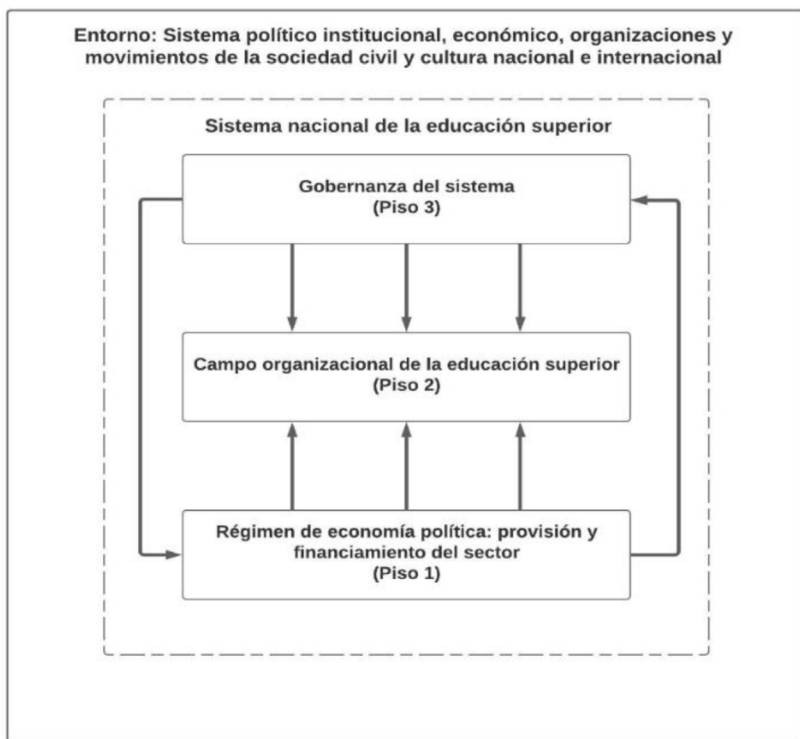 Entorno: Sistema político institucional, económico, organizaciones y
movimientos de la sociedad civil y cultura nacional e internacional
Sistema nacional de la educación superior
Gobernanza del sistema
(Piso 3)
Campo organizacional de la educación superior
(Piso 2)
Régimen de economía política: provisión y
financiamiento del sector
(Piso 1)